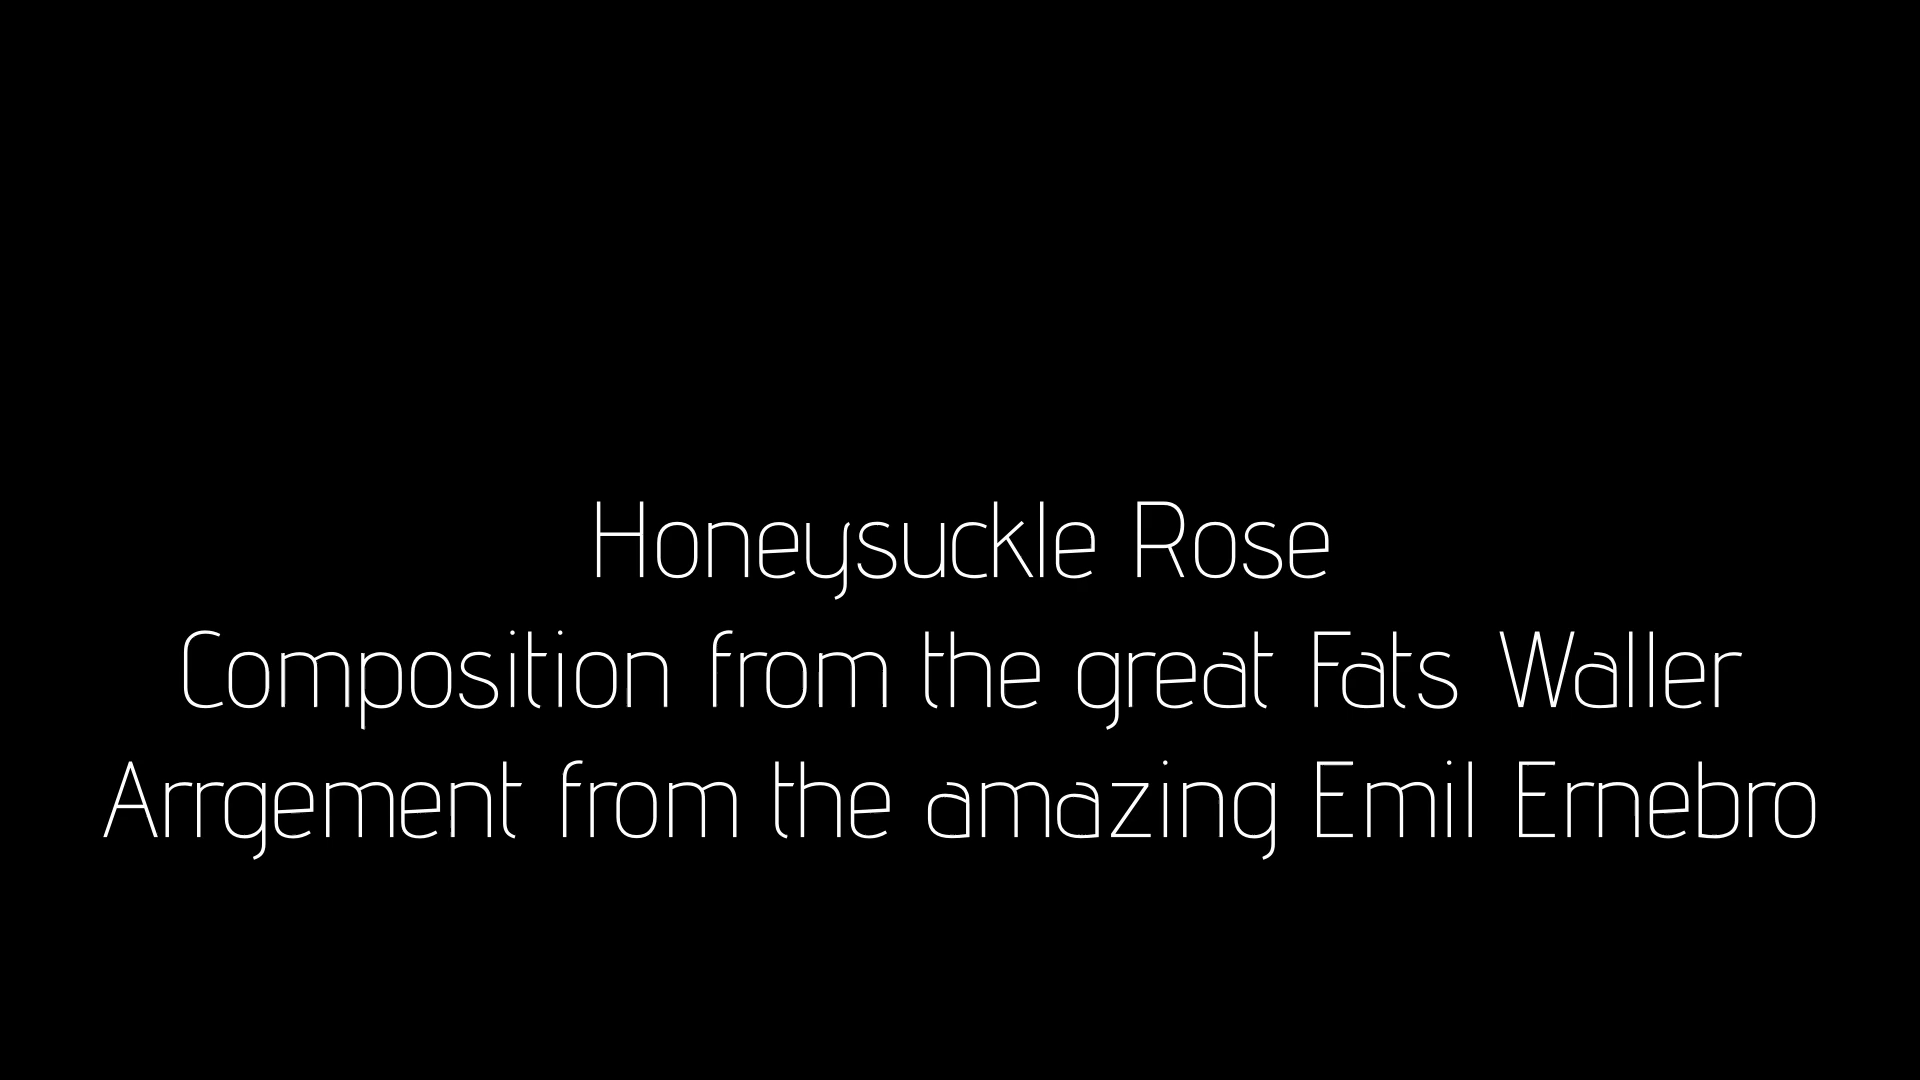 Honeysuckle Rose
Composition from the great Fats Waller
Arrgement from the amazing Emil Ernebro